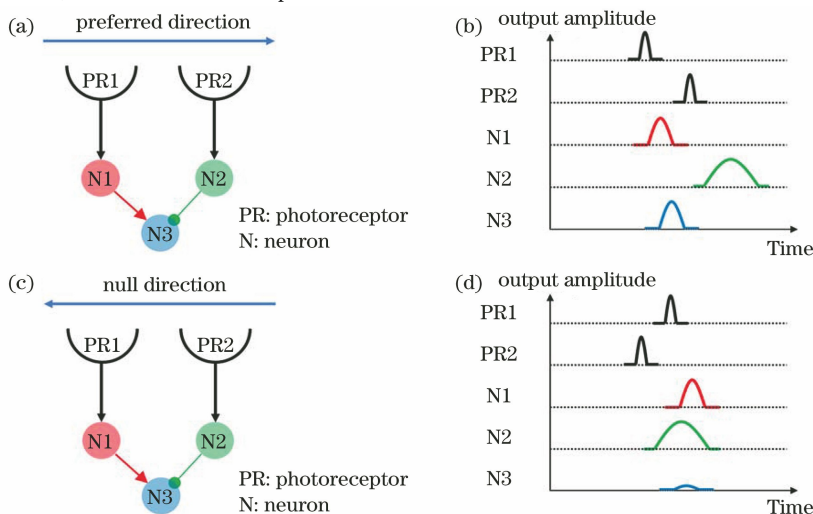 (a)
preferred direction
PR1
PR2
N1
N2
N3
PR: photoreceptor
N: neuron
(b)
output amplitude
PR1
PR2
N1
N2
N3
Time
(c)
null direction
PR1
PR2
N1
N2
N3
PR: photoreceptor
N: neuron
(d)
output amplitude
PR1
PR2
N1
N2
N3
Time